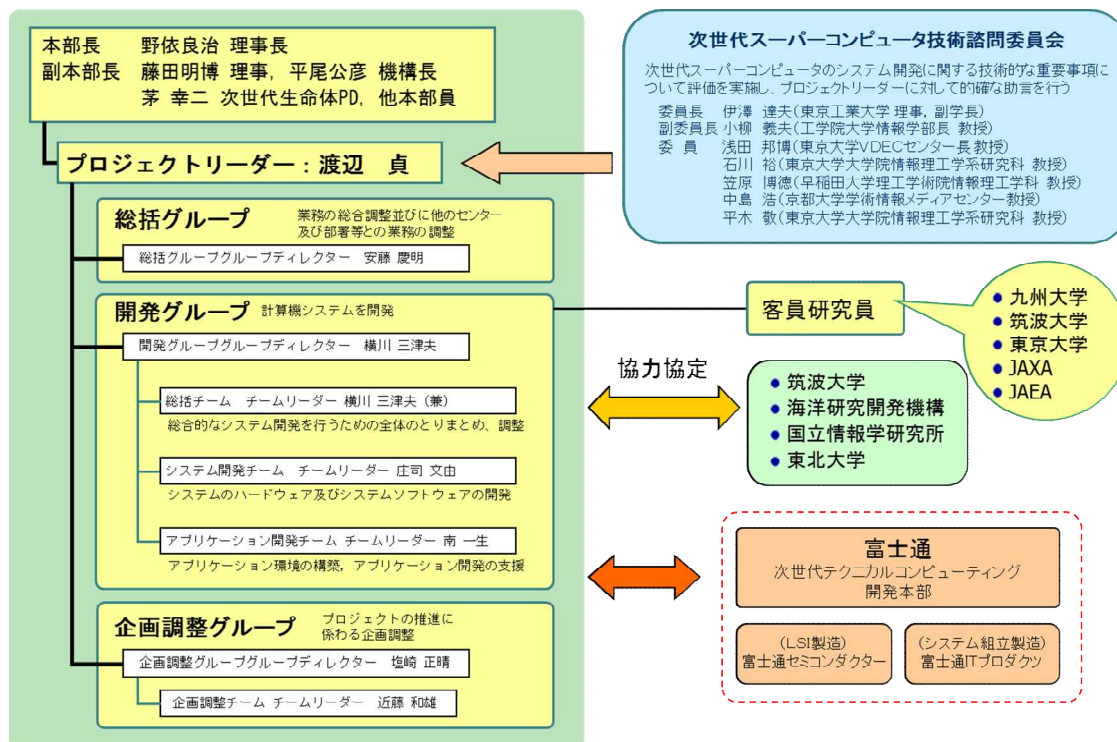 本部長　野依良治 理事長
副本部長　藤田明博 理事，平尾公彦 機構長
茅 幸二 次世代生命体PD，他本部員
プロジェクトリーダー：渡辺　貞
総括グループ　業務の総合調整並びに他のセンター
及び部署等との業務の調整
総括グループグループディレクター　安藤 慶明
開発グループ　計算機システムを開発
開発グループグループディレクター　横川 三津夫
総括チーム　チームリーダー 横川 三津夫（兼）
総合的なシステム開発を行うための全体のとりまとめ、調整
システム開発チーム　チームリーダー 庄司 文由
システムのハードウェア及びシステムソフトウェアの開発
アプリケーション開発チーム チームリーダー 南 一生
アプリケーション環境の構築，アプリケーション開発の支援
企画調整グループ　プロジェクトの推進に
係わる企画調整
企画調整グループグループディレクター　塩崎 正晴
企画調整チーム チームリーダー　近藤 和雄
次世代スーパーコンピュータ技術諮問委員会
次世代スーパーコンピュータのシステム開発に関する技術的な重要事項に
ついて評価を実施し、プロジェクトリーダーに対して的確な助言を行う
委員長　伊澤 達夫(東京工業大学 理事，副学長)
副委員長 小柳 義夫(工学院大学情報学部長 教授)
委 員　浅田 邦博(東京大学VDECセンター長 教授)
石川 裕(東京大学大学院情報理工学系研究科 教授)
笠原 博徳(早稲田大学理工学術院情報理工学科 教授)
中島 浩(京都大学学術情報メディアセンター教授)
平木 敬(東京大学大学院情報理工学系研究科 教授)
客員研究員
● 九州大学
● 筑波大学
● 東京大学
● JAXA
● JAEA
協力協定
● 筑波大学
● 海洋研究開発機構
● 国立情報学研究所
● 東北大学
富士通
次世代テクニカルコンピューティング
開発本部
(LSI製造)
富士通セミコンダクター
(システム組立製造)
富士通ITプロダクツ